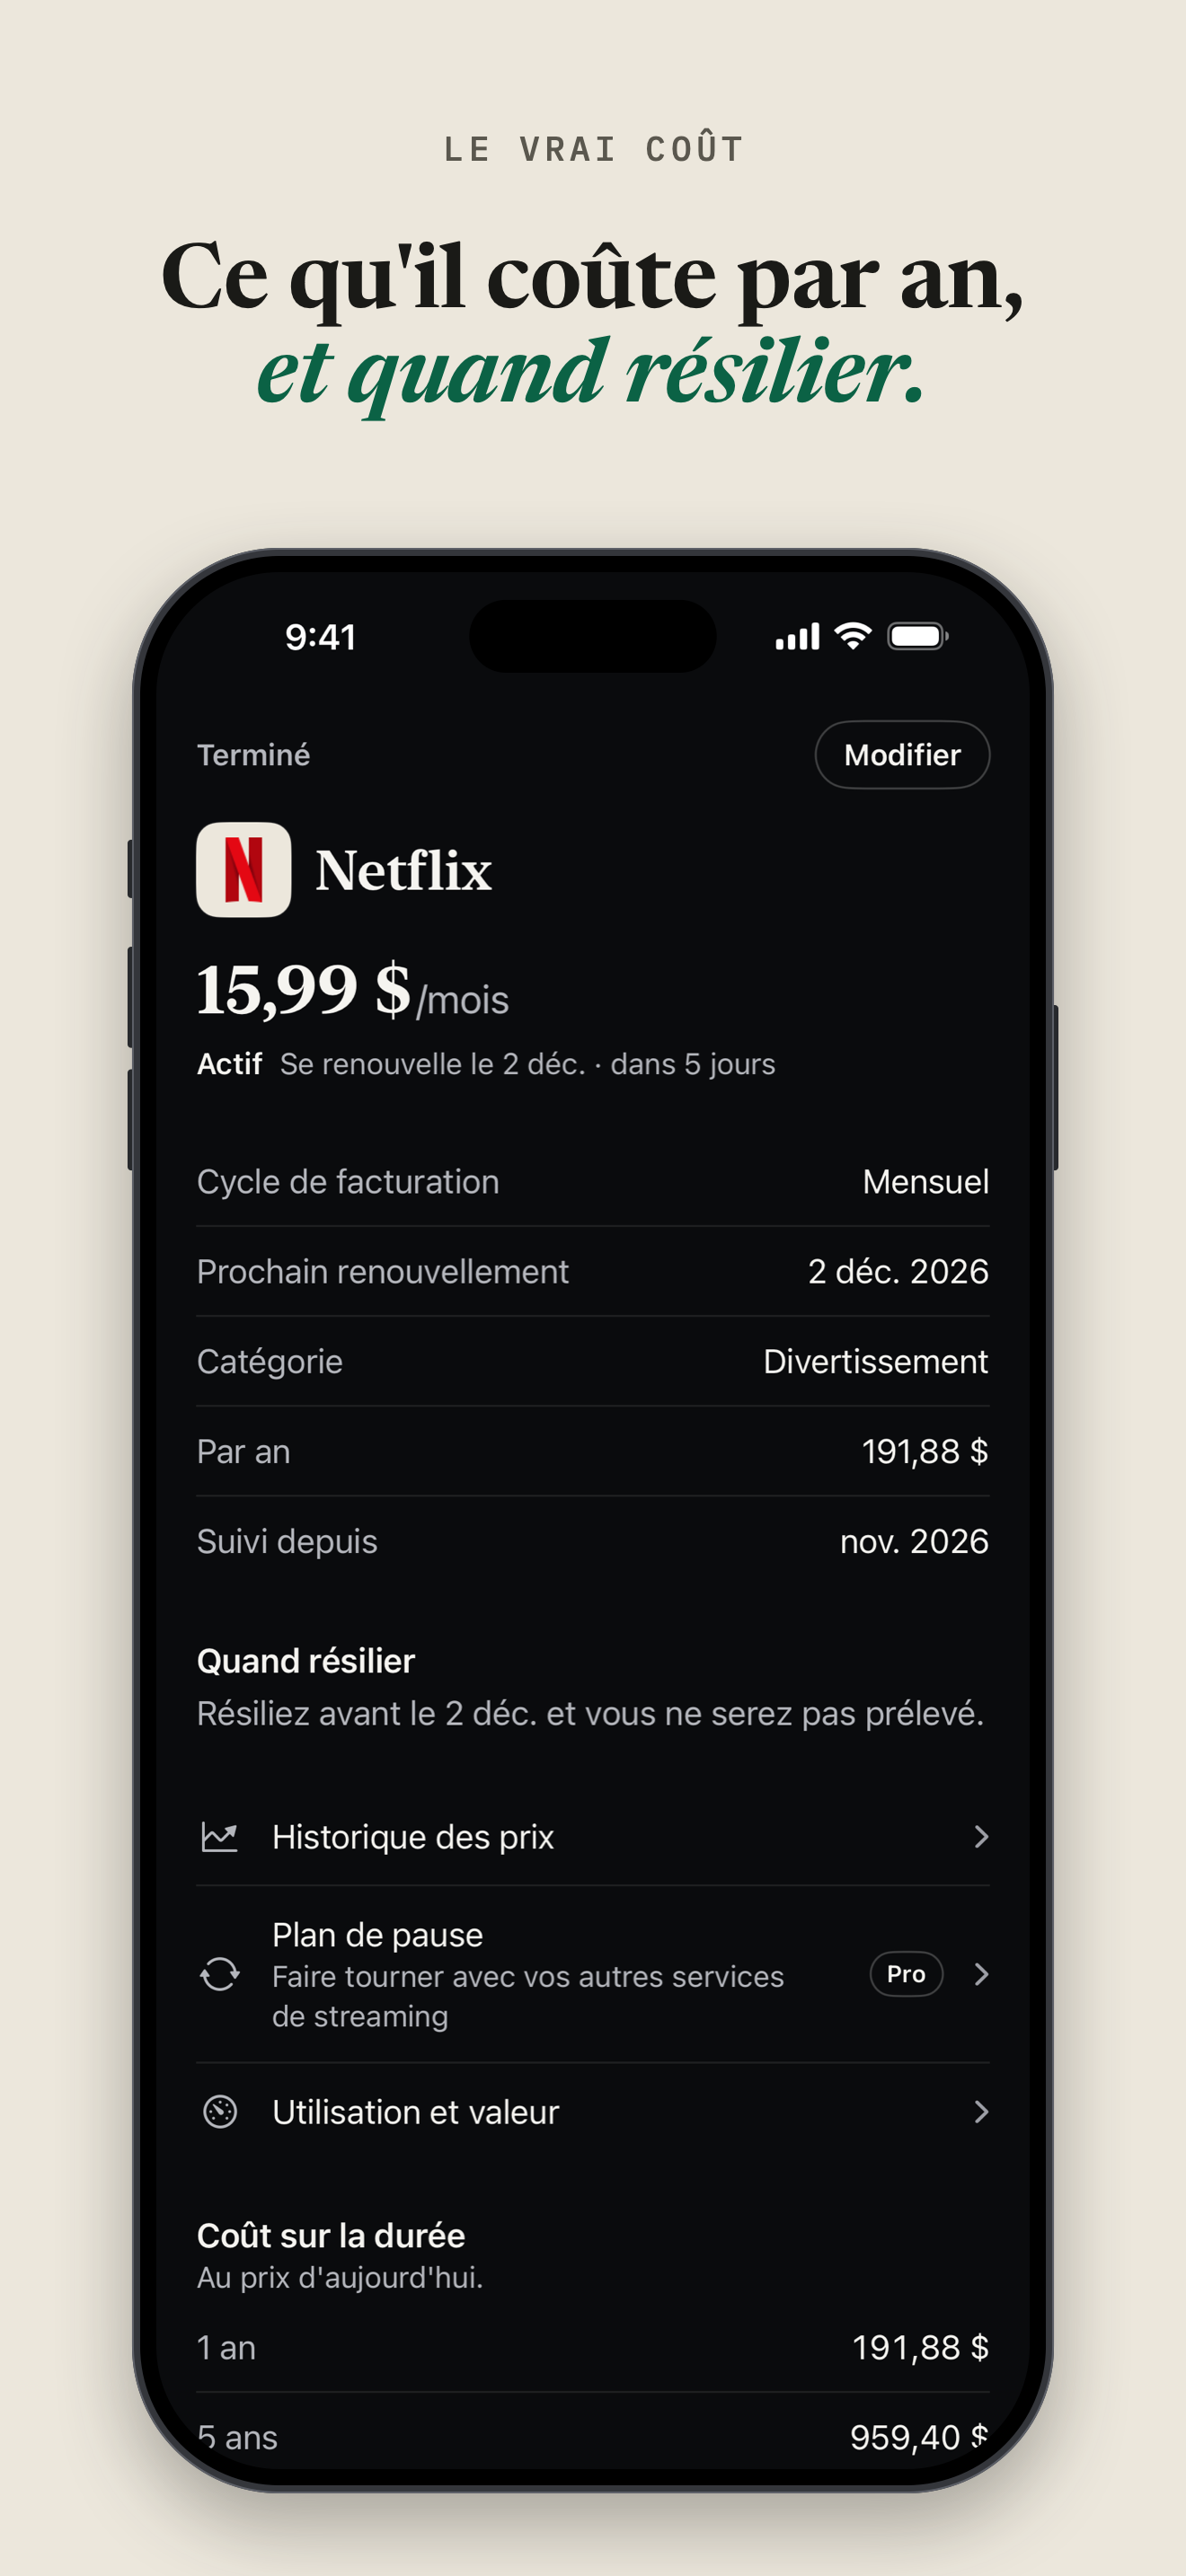 LE VRAI COÛT
Ce qu'il coûte par an,
et quand résilier.
9:41
Terminé
Modifier
N
Netflix
15,99 $/mois
Actif Se renouvelle le 2 déc. · dans 5 jours
Cycle de facturation Mensuel
Prochain renouvellement 2 déc. 2026
Catégorie Divertissement
Par an 191,88 $
Suivi depuis nov. 2026
Quand résilier
Résiliez avant le 2 déc. et vous ne serez pas prélevé.
Historique des prix
Plan de pause
Faire tourner avec vos autres services
de streaming
Pro
Utilisation et valeur
Coût sur la durée
Au prix d'aujourd'hui.
1 an 191,88 $
5 ans 959,40 $